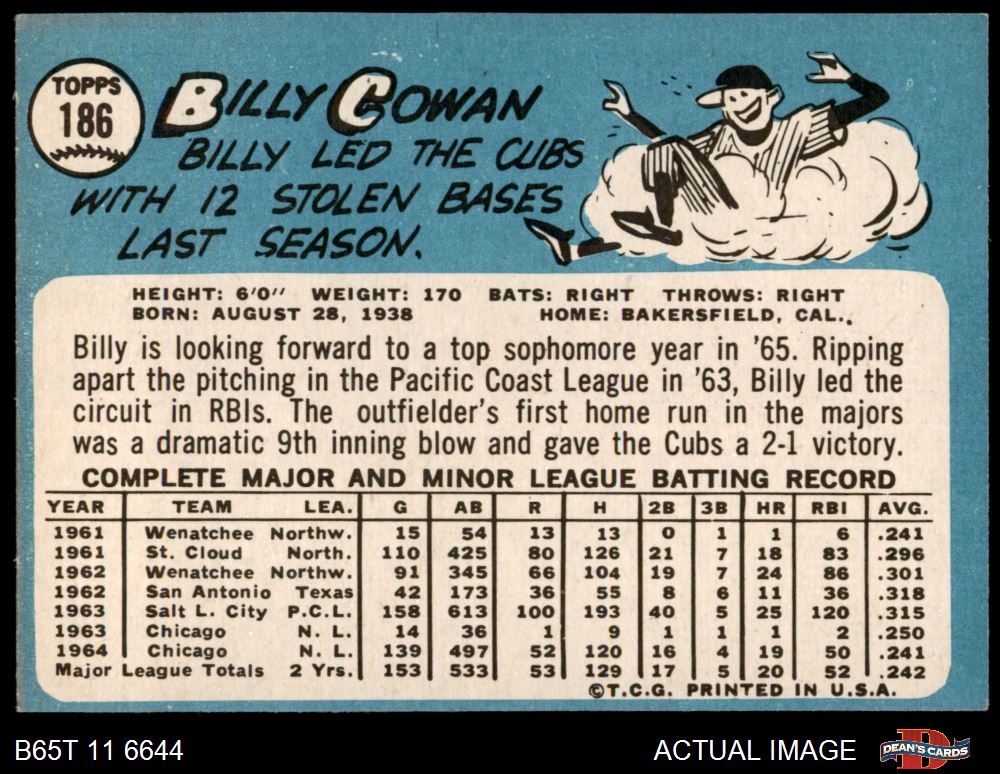 TOPPS
186
BILLY COWAN
BILLY LED THE CUBS
WITH 12 STOLEN BASES
LAST SEASON.
HEIGHT: 6'0" WEIGHT: 170 BATS: RIGHT THROWS: RIGHT
BORN: AUGUST 28, 1938 HOME: BAKERSFIELD, CAL..
Billy is looking forward to a top sophomore year in '65. Ripping
apart the pitching in the Pacific Coast League in '63, Billy led the
circuit in RBIs. The outfielder's first home run in the majors
was a dramatic 9th inning blow and gave the Cubs a 2-1 victory.
COMPLETE MAJOR AND MINOR LEAGUE BATTING RECORD
YEAR TEAM LEA. G AB R H 2B 3B HR RBI AVG.
1961 Wenatchee Northw. 15 54 13 13 0 1 1 6 .241
1961 St. Cloud North. 110 425 80 126 21 7 18 83 .296
1962 Wenatchee Northw. 91 345 66 104 19 7 24 86 .301
1962 San Antonio Texas 42 173 36 55 8 6 11 36 .318
1963 Salt L. City P.C.L. 158 613 100 193 40 5 25 120 .315
1963 Chicago N. L. 14 36 1 9 1 1 1 2 .250
1964 Chicago N. L. 139 497 52 120 16 4 19 50 .241
Major League Totals 2 Yrs. 153 533 53 129 17 5 20 52 .242
©T.C.G. PRINTED IN U.S.A.
B65T 11 6644 ACTUAL IMAGE DEAN'S CARDS